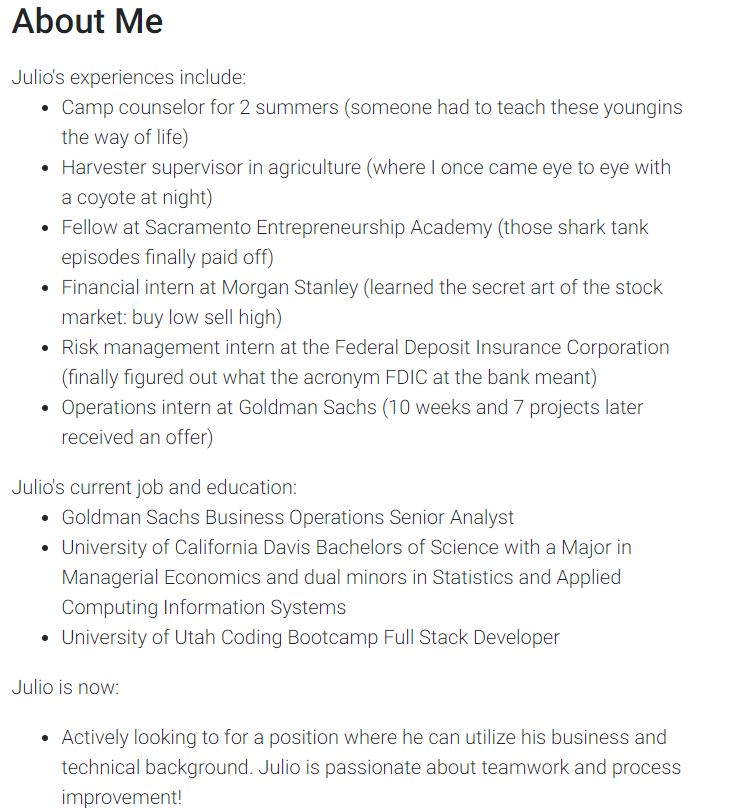 About Me
Julio's experiences include:
• Camp counselor for 2 summers (someone had to teach these youngins
the way of life)
• Harvester supervisor in agriculture (where I once came eye to eye with
a coyote at night)
• Fellow at Sacramento Entrepreneurship Academy (those shark tank
episodes finally paid off)
• Financial intern at Morgan Stanley (learned the secret art of the stock
market: buy low sell high)
• Risk management intern at the Federal Deposit Insurance Corporation
(finally figured out what the acronym FDIC at the bank meant)
• Operations intern at Goldman Sachs (10 weeks and 7 projects later
received an offer)
Julio's current job and education:
• Goldman Sachs Business Operations Senior Analyst
• University of California Davis Bachelors of Science with a Major in
Managerial Economics and dual minors in Statistics and Applied
Computing Information Systems
• University of Utah Coding Bootcamp Full Stack Developer
Julio is now:
• Actively looking to for a position where he can utilize his business and
technical background. Julio is passionate about teamwork and process
improvement!